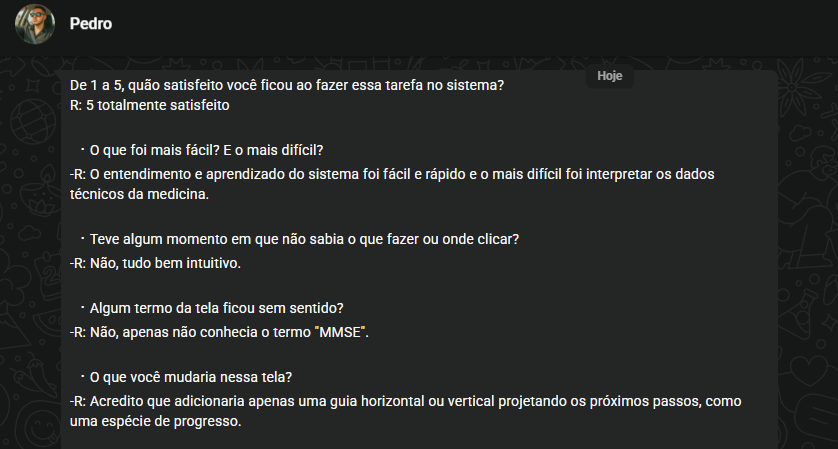 Pedro
Hoje
De 1 a 5, quão satisfeito você ficou ao fazer essa tarefa no sistema?
R: 5 totalmente satisfeito
· O que foi mais fácil? E o mais difícil?
-R: O entendimento e aprendizado do sistema foi fácil e rápido e o mais difícil foi interpretar os dados
técnicos da medicina.
· Teve algum momento em que não sabia o que fazer ou onde clicar?
-R: Não, tudo bem intuitivo.
· Algum termo da tela ficou sem sentido?
-R: Não, apenas não conhecia o termo "MMSE".
· O que você mudaria nessa tela?
-R: Acredito que adicionaria apenas uma guia horizontal ou vertical projetando os próximos passos, como
uma espécie de progresso.